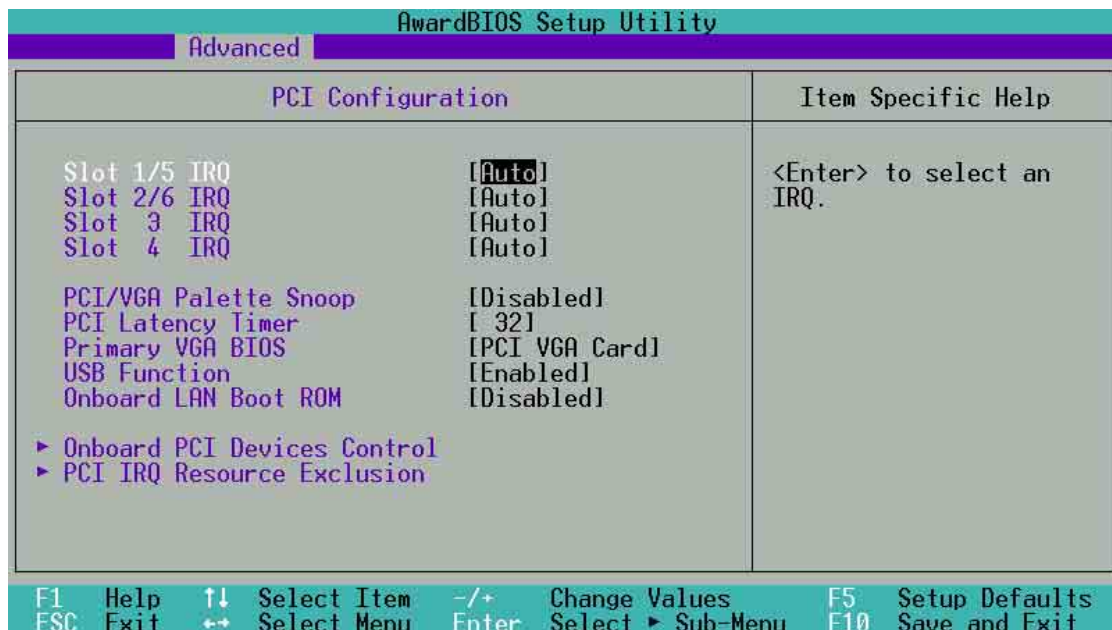 AwardBIOS Setup Utility
Advanced
PCI Configuration
Item Specific Help
Slot 1/5 IRQ [Auto]
Slot 2/6 IRQ [Auto]
Slot 3 IRQ [Auto]
Slot 4 IRQ [Auto]
PCI/VGA Palette Snoop [Disabled]
PCI Latency Timer [ 32]
Primary VGA BIOS [PCI VGA Card]
USB Function [Enabled]
Onboard LAN Boot ROM [Disabled]
► Onboard PCI Devices Control
► PCI IRQ Resource Exclusion
<Enter> to select an
IRQ.
F1 Help ↑↓ Select Item -/+ Change Values F5 Setup Defaults
ESC Exit ←→ Select Menu Enter Select ► Sub-Menu F10 Save and Exit